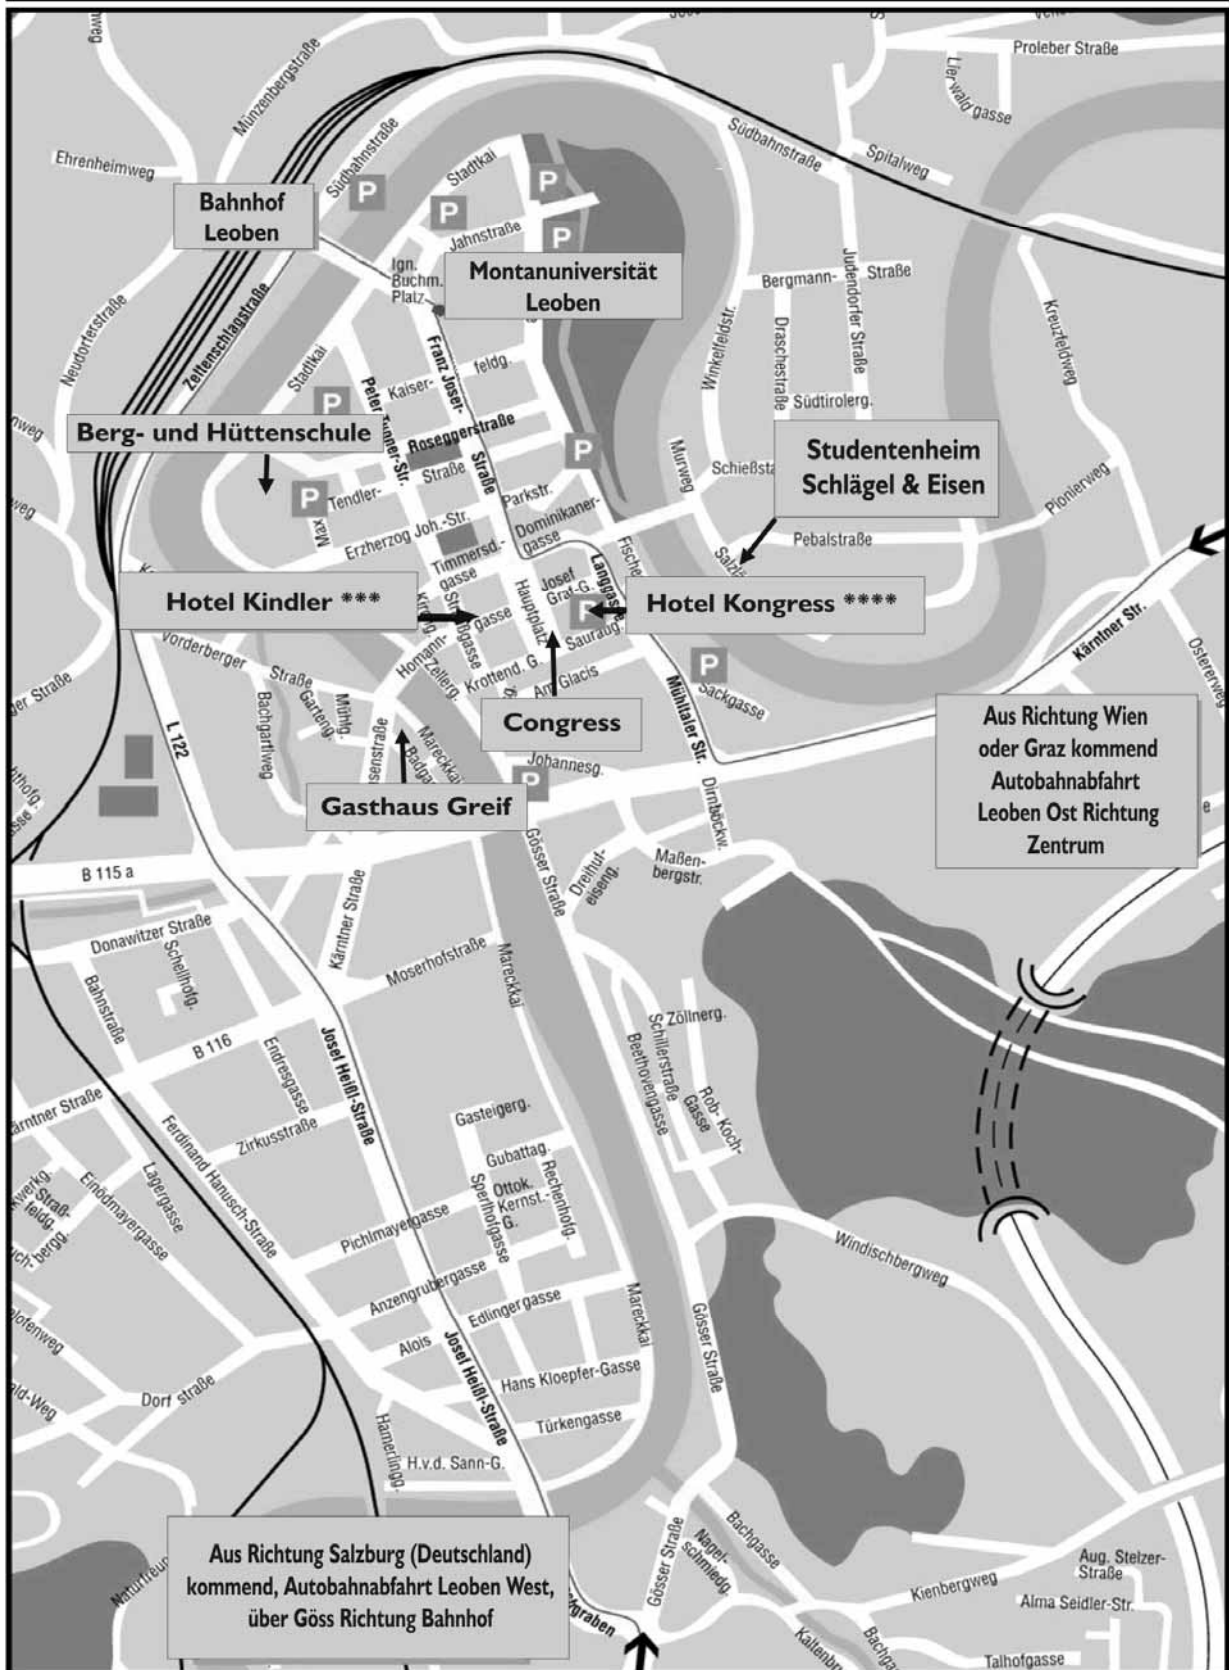 Proleber Straße
Lierwaldgasse
Münzenbergstraße
Südbahnstraße
Südbahnstraße
Spitalweg
Ehrenheimweg
Stadtkai
P
P
P
P
Bahnhof
Leoben
Jahnstraße
Ign.
Buchm.
Platz
Montanuniversität
Leoben
Bergmann-
Straße
Judendorfer Straße
Neudorferstraße
Zeltenschlagstraße
Winkelfeldstr.
Draschestraße
Kreuzfeldweg
Stadtkai
Franz Josef-
Straße
Kaiser-
feldg.
Peter Tunner-Str.
Südtirolerg.
P
Roseggerstraße
Berg- und Hüttenschule
Straße
P
Murweg
Studentenheim
Schlägel & Eisen
P
Tendler-
Max
Parkstr.
Pionierweg
Erzherzog Joh.-Str.
Dominikaner-
gasse
Timmersd.-
gasse
Pebalstraße
Langgasse
Josef
Graf-G.
Hotel Kindler ***
P
Hotel Kongress ****
Hauptplatz
gasse
Sauraug.
Kärntner Str.
Vorderberger
Straße
Homann-
Zellerg.
Krottend. G.
Am Glacis
P
Sackgasse
Ostererweg
Garteng.
Mühlg.
Bachgartlweg
L 122
Mühltaler Str.
Congress
Aus Richtung Wien
oder Graz kommend
Autobahnabfahrt
Leoben Ost Richtung
Zentrum
Mareckkai
Johannesg.
P
Gasthaus Greif
Dirnböckw.
Gösser Straße
Dreihuf-
eiseng.
Maßen-
bergstr.
B 115 a
Kärntner Straße
Donawitzer Straße
Schellhofg.
Moserhofstraße
Mareckkai
Bahnstraße
Zöllnerg.
Schillerstraße
Beethovengasse
B 116
Endresgasse
Josef Heißl-Straße
Rob- Koch-
Gasse
Gasteigerg.
Ferdinand Hanusch-Straße
Zirkusstraße
Gubattag.
Rechenhofg.
Ottok.
Kernst.-
G.
Sperlhofgasse
Lagergasse
Einödmayergasse
Straß-
feldg.
Pichlmayergasse
Windischbergweg
Anzengrubergasse
Edlingergasse
Mareckkai
Gösser Straße
Alois
Josef Heißl-Straße
Hans Kloepfer-Gasse
Dorf straße
Türkengasse
Hamerlingg.
H.v.d. Sann-G.
Aus Richtung Salzburg (Deutschland)
kommend, Autobahnabfahrt Leoben West,
über Göss Richtung Bahnhof
Gösser Straße
Nagel-
schmiedg.
Bachgasse
Kienbergweg
Aug. Stelzer-
Straße
Alma Seidler-Str.
Talhofgasse